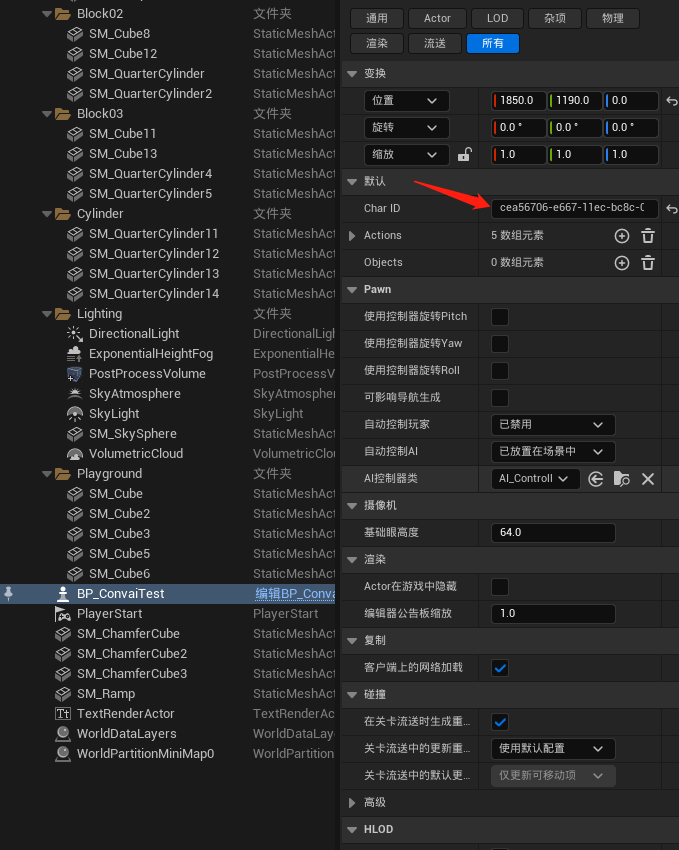 Block02 文件夹
SM_Cube8 StaticMeshAct
SM_Cube12 StaticMeshAct
SM_QuarterCylinder StaticMeshAct
SM_QuarterCylinder2 StaticMeshAct
Block03 文件夹
SM_Cube11 StaticMeshAct
SM_Cube13 StaticMeshAct
SM_QuarterCylinder4 StaticMeshAct
SM_QuarterCylinder5 StaticMeshAct
Cylinder 文件夹
SM_QuarterCylinder11 StaticMeshAct
SM_QuarterCylinder12 StaticMeshAct
SM_QuarterCylinder13 StaticMeshAct
SM_QuarterCylinder14 StaticMeshAct
Lighting 文件夹
DirectionalLight DirectionalLi
ExponentialHeightFog ExponentialHe
PostProcessVolume PostProcessV
SkyAtmosphere SkyAtmospher
SkyLight SkyLight
SM_SkySphere StaticMeshAct
VolumetricCloud VolumetricClou
Playground 文件夹
SM_Cube StaticMeshAct
SM_Cube2 StaticMeshAct
SM_Cube3 StaticMeshAct
SM_Cube5 StaticMeshAct
SM_Cube6 StaticMeshAct
BP_ConvaiTest 编辑BP_Conva
PlayerStart PlayerStart
SM_ChamferCube StaticMeshAct
SM_ChamferCube2 StaticMeshAct
SM_ChamferCube3 StaticMeshAct
SM_Ramp StaticMeshAct
TextRenderActor TextRenderAc
WorldDataLayers WorldDataLay
WorldPartitionMiniMap0 WorldPartition
通用 Actor LOD 杂项 物理
渲染 流送 所有
变换
位置 1850.0 1190.0 0.0
旋转 0.0 ° 0.0 ° 0.0 °
缩放 1.0 1.0 1.0
默认
Char ID cea56706-e667-11ec-bc8c-0
Actions 5 数组元素
Objects 0 数组元素
Pawn
使用控制器旋转Pitch
使用控制器旋转Yaw
使用控制器旋转Roll
可影响导航生成
自动控制玩家 已禁用
自动控制AI 已放置在场景中
AI控制器类 AI_Controll
摄像机
基础眼高度 64.0
渲染
Actor在游戏中隐藏
编辑器公告板缩放 1.0
复制
客户端上的网络加载
碰撞
在关卡流送时生成重...
关卡流送中的更新重... 使用默认配置
关卡流送中的默认更... 仅更新可移动项
高级
HLOD